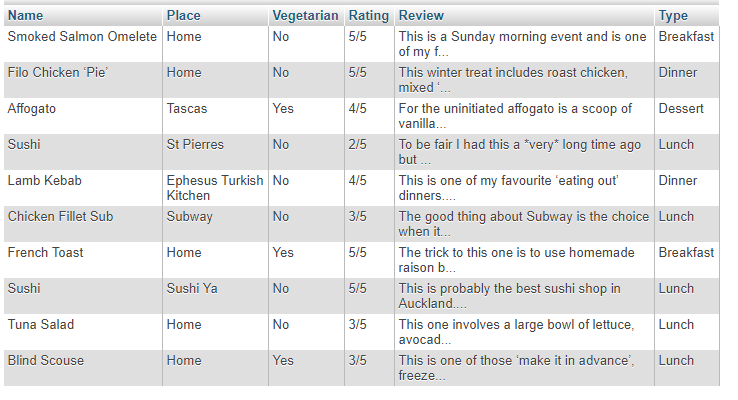 Name Place Vegetarian Rating Review Type
Smoked Salmon Omelete Home No 5/5 This is a Sunday morning event and is one Breakfast
of my f...
Filo Chicken ‘Pie’ Home No 5/5 This winter treat includes roast chicken, Dinner
mixed ‘...
Affogato Tascas Yes 4/5 For the uninitiated affogato is a scoop of Dessert
vanilla...
Sushi St Pierres No 2/5 To be fair I had this a *very* long time ago Lunch
but ...
Lamb Kebab Ephesus Turkish No 4/5 This is one of my favourite ‘eating out’ Dinner
Kitchen dinners....
Chicken Fillet Sub Subway No 3/5 The good thing about Subway is the choice Lunch
when it...
French Toast Home Yes 5/5 The trick to this one is to use homemade Breakfast
raison b...
Sushi Sushi Ya No 5/5 This is probably the best sushi shop in Lunch
Auckland....
Tuna Salad Home No 3/5 This one involves a large bowl of lettuce, Lunch
avocad...
Blind Scouse Home Yes 3/5 This is one of those ‘make it in advance’, Lunch
freeze...